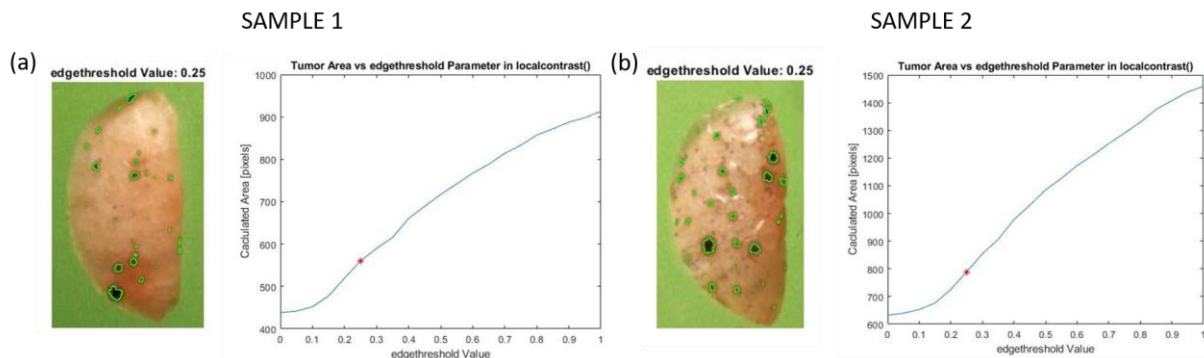 SAMPLE 1
SAMPLE 2
(a)
edgethreshold Value: 0.25
Tumor Area vs edgethreshold Parameter in localcontrast()
1000
900
800
700
600
500
400
Caclulated Area [pixels]
0 0.1 0.2 0.3 0.4 0.5 0.6 0.7 0.8 0.9 1
edgethreshold Value
(b)
edgethreshold Value: 0.25
Tumor Area vs edgethreshold Parameter in localcontrast()
1500
1400
1300
1200
1100
1000
900
800
700
600
Caclulated Area [pixels]
0 0.1 0.2 0.3 0.4 0.5 0.6 0.7 0.8 0.9 1
edgethreshold Value